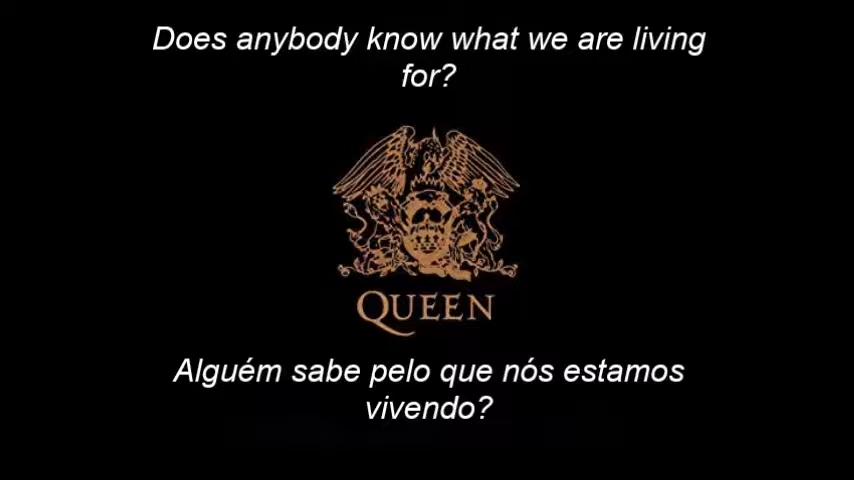 Does anybody know what we are living
for?
QUEEN
Alguém sabe pelo que nós estamos
vivendo?